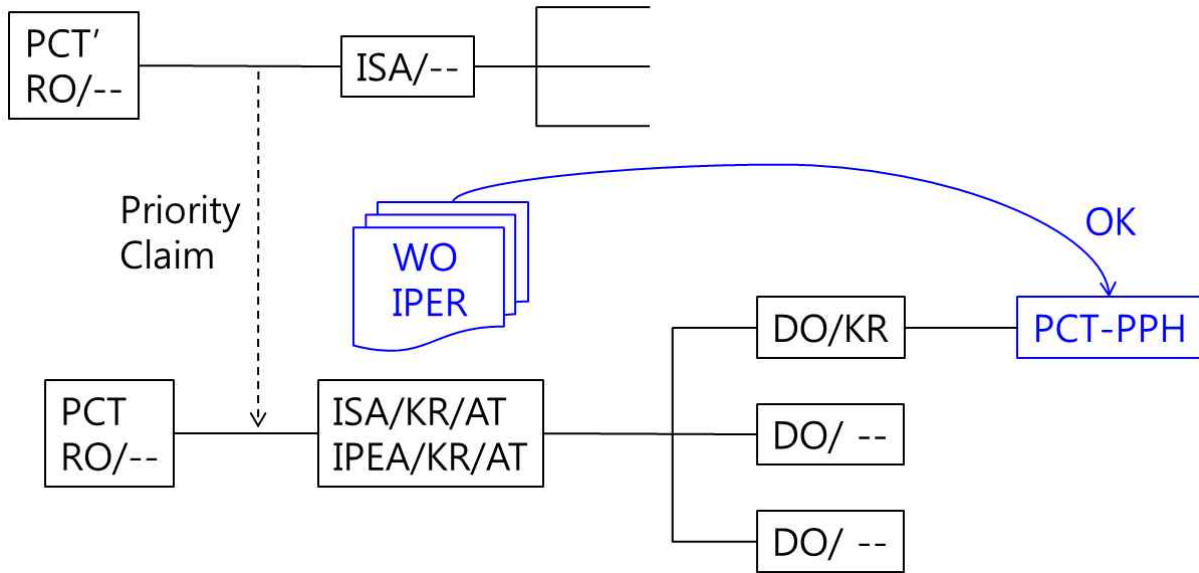 PCT′
RO/--
ISA/--
Priority
Claim
WO
IPER
OK
DO/KR
PCT-PPH
PCT
RO/--
ISA/KR/AT
IPEA/KR/AT
DO/ --
DO/ --